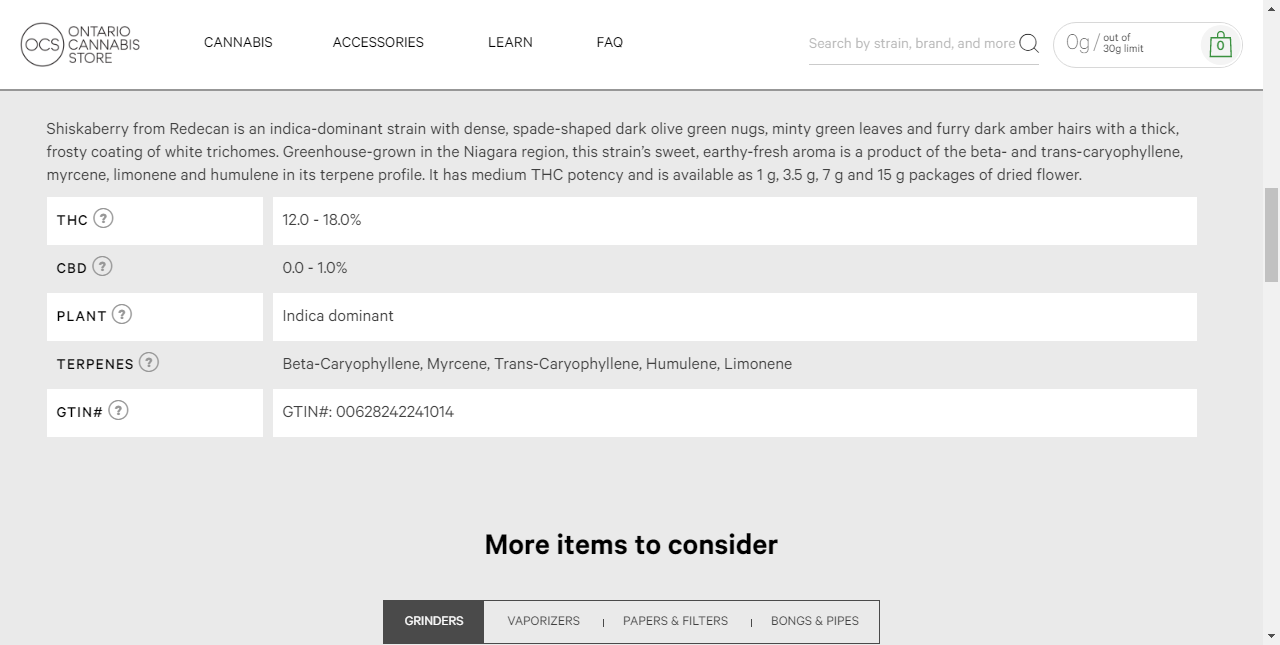 OCS ONTARIO
CANNABIS
STORE
CANNABIS ACCESSORIES LEARN FAQ
Search by strain, brand, and more
0g / out of
30g limit
0
Shiskaberry from Redecan is an indica-dominant strain with dense, spade-shaped dark olive green nugs, minty green leaves and furry dark amber hairs with a thick,
frosty coating of white trichomes. Greenhouse-grown in the Niagara region, this strain’s sweet, earthy-fresh aroma is a product of the beta- and trans-caryophyllene,
myrcene, limonene and humulene in its terpene profile. It has medium THC potency and is available as 1 g, 3.5 g, 7 g and 15 g packages of dried flower.
THC ? 12.0 - 18.0%
CBD ? 0.0 - 1.0%
PLANT ? Indica dominant
TERPENES ? Beta-Caryophyllene, Myrcene, Trans-Caryophyllene, Humulene, Limonene
GTIN# ? GTIN#: 00628242241014
More items to consider
GRINDERS VAPORIZERS | PAPERS & FILTERS | BONGS & PIPES